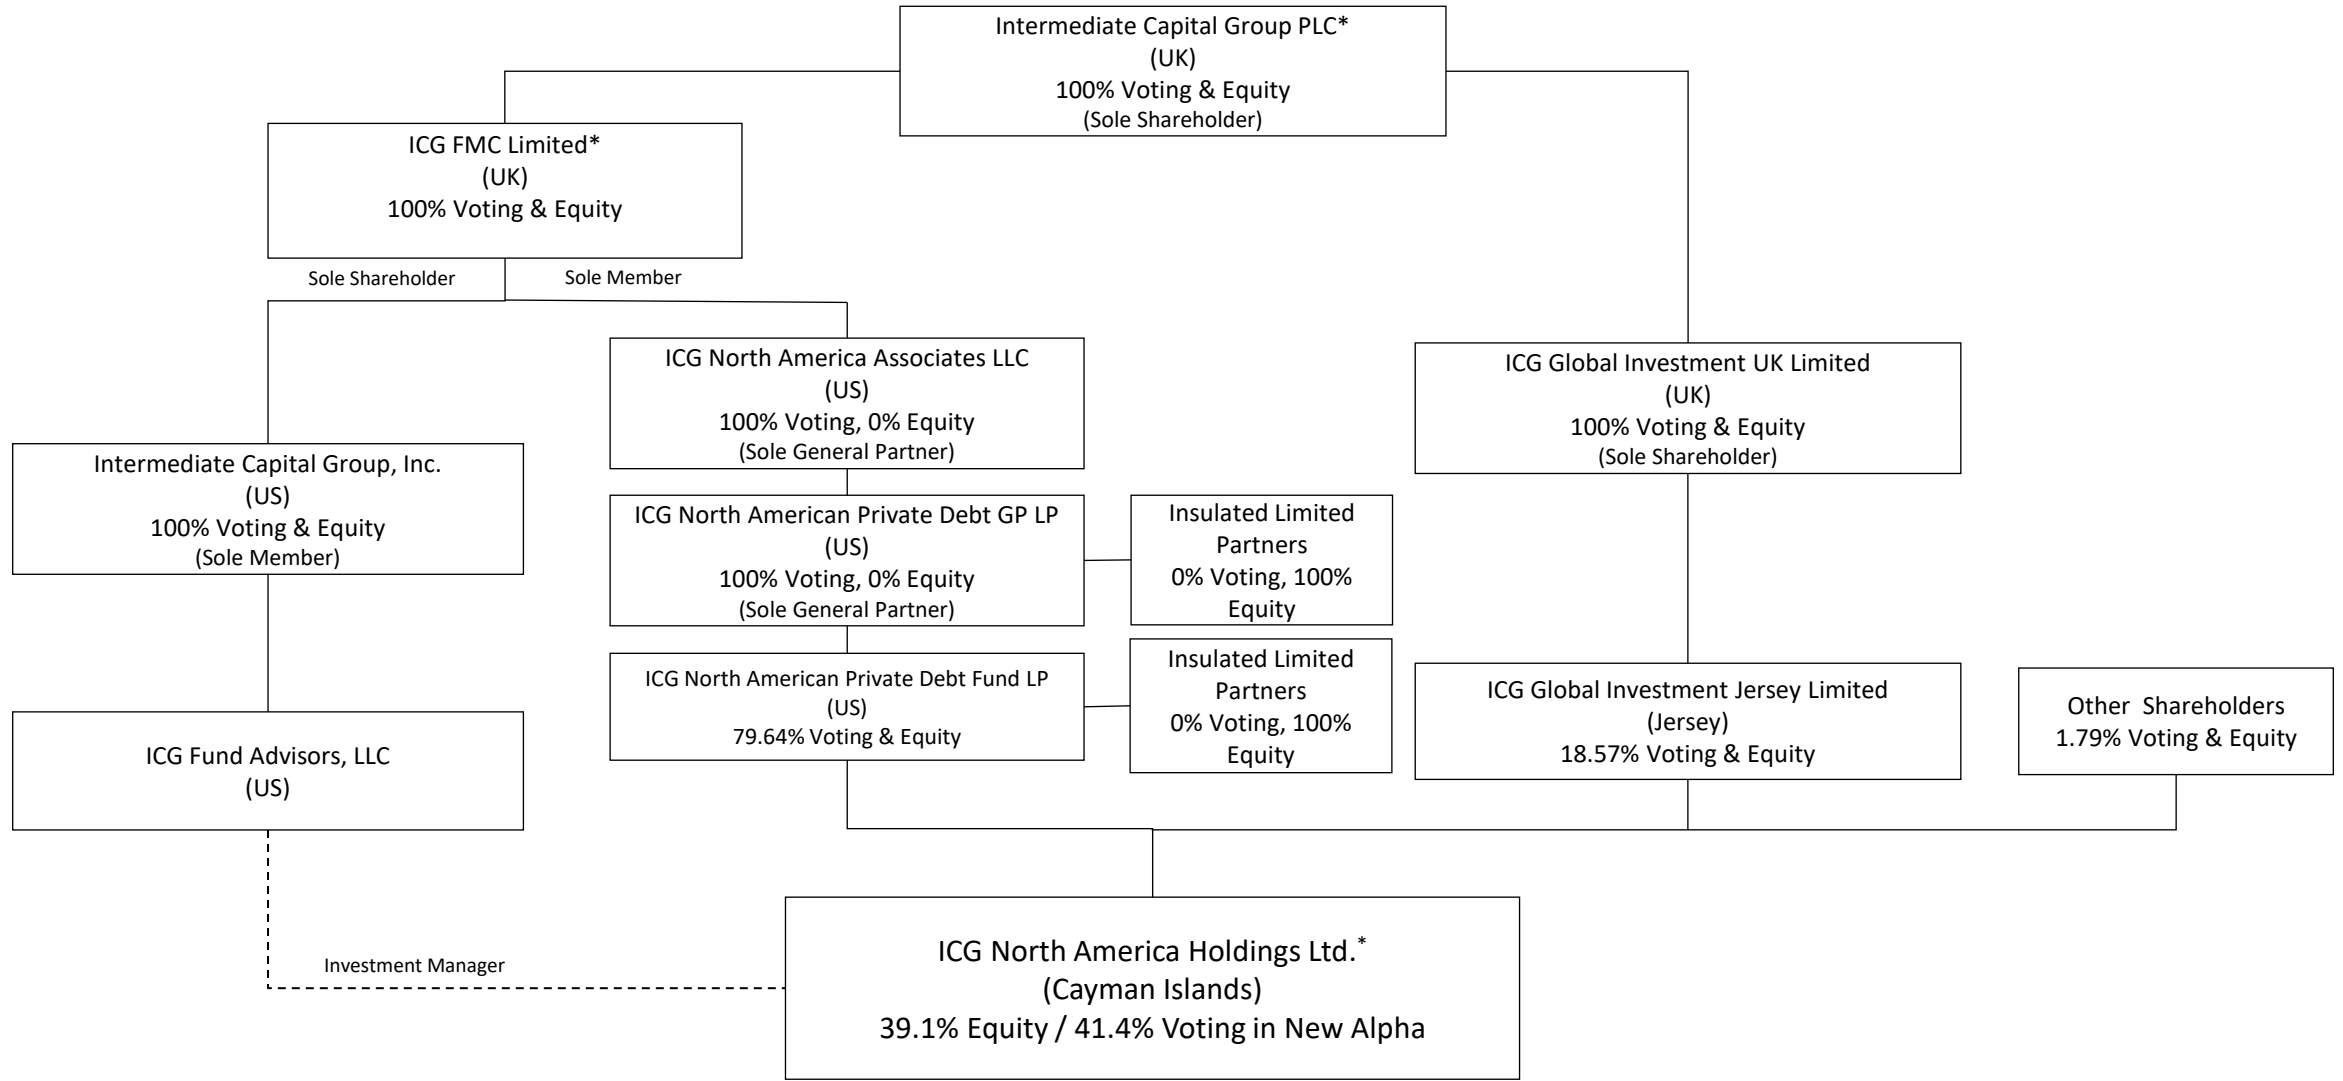 Intermediate Capital Group PLC*
(UK)
100% Voting & Equity
(Sole Shareholder)
ICG FMC Limited*
(UK)
100% Voting & Equity
Sole Shareholder
Sole Member
ICG North America Associates LLC
(US)
100% Voting, 0% Equity
(Sole General Partner)
ICG Global Investment UK Limited
(UK)
100% Voting & Equity
(Sole Shareholder)
Intermediate Capital Group, Inc.
(US)
100% Voting & Equity
(Sole Member)
ICG North American Private Debt GP LP
(US)
100% Voting, 0% Equity
(Sole General Partner)
Insulated Limited
Partners
0% Voting, 100%
Equity
ICG North American Private Debt Fund LP
(US)
79.64% Voting & Equity
Insulated Limited
Partners
0% Voting, 100%
Equity
ICG Global Investment Jersey Limited
(Jersey)
18.57% Voting & Equity
Other Shareholders
1.79% Voting & Equity
ICG Fund Advisors, LLC
(US)
Investment Manager
ICG North America Holdings Ltd.*
(Cayman Islands)
39.1% Equity / 41.4% Voting in New Alpha